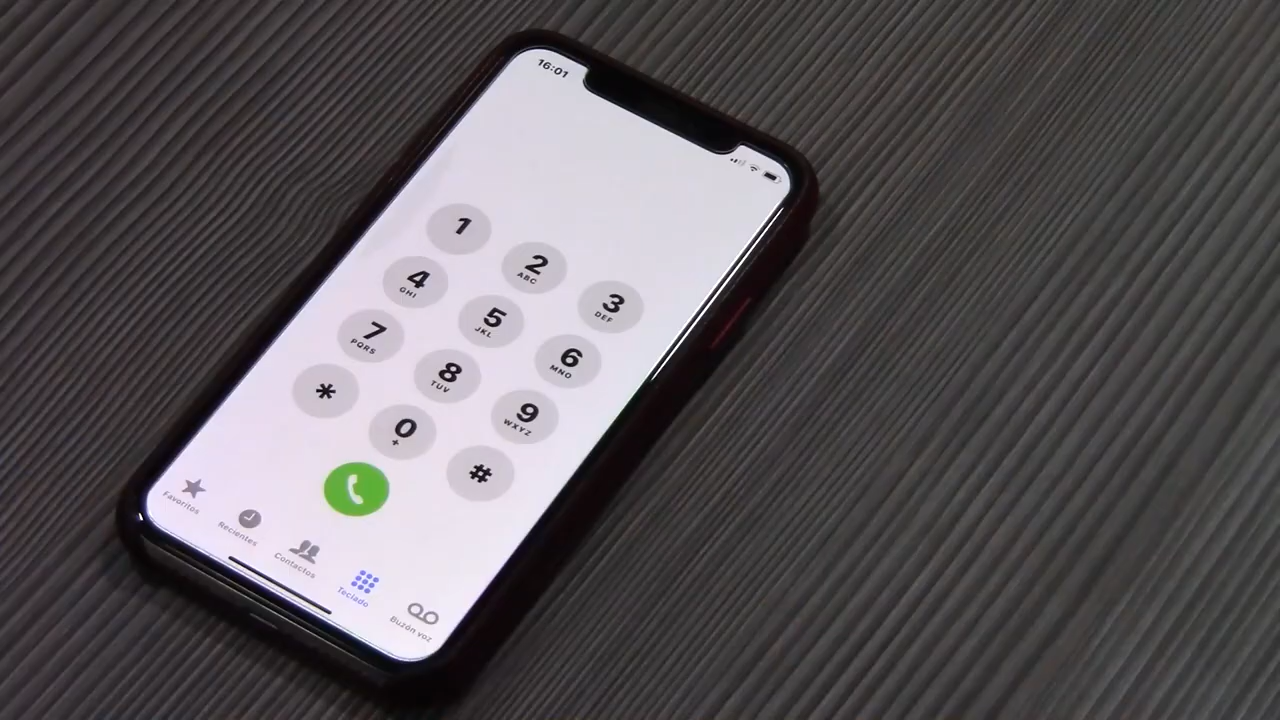 16:01
1
2
ABC
3
DEF
4
GHI
5
JKL
6
MNO
7
PQRS
8
TUV
9
WXYZ
*
0
+
#
Favoritos
Recientes
Contactos
Teclado
Buzón voz